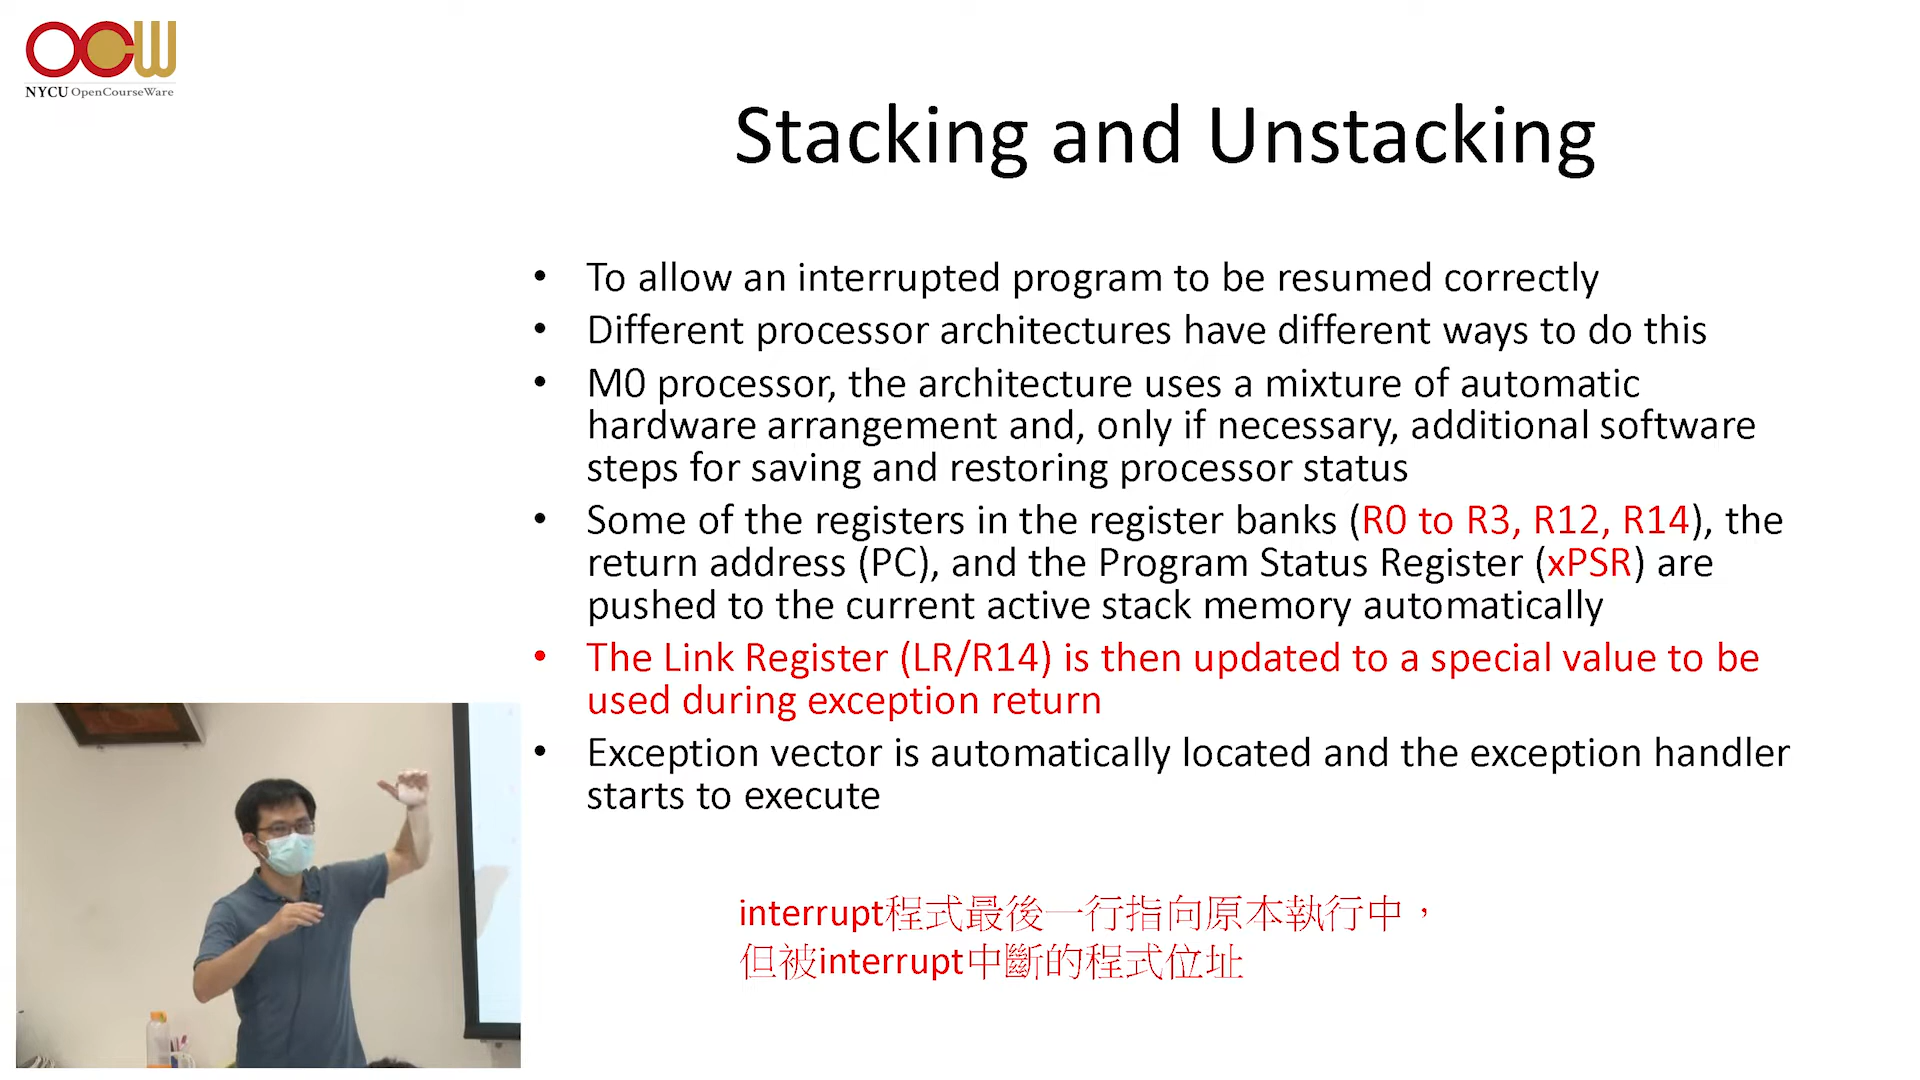 OCW
NYCU OpenCourseWare
Stacking and Unstacking
• To allow an interrupted program to be resumed correctly
• Different processor architectures have different ways to do this
• M0 processor, the architecture uses a mixture of automatic
hardware arrangement and, only if necessary, additional software
steps for saving and restoring processor status
• Some of the registers in the register banks (R0 to R3, R12, R14), the
return address (PC), and the Program Status Register (xPSR) are
pushed to the current active stack memory automatically
• The Link Register (LR/R14) is then updated to a special value to be
used during exception return
• Exception vector is automatically located and the exception handler
starts to execute
interrupt程式最後一行指向原本執行中，
但被interrupt中斷的程式位址